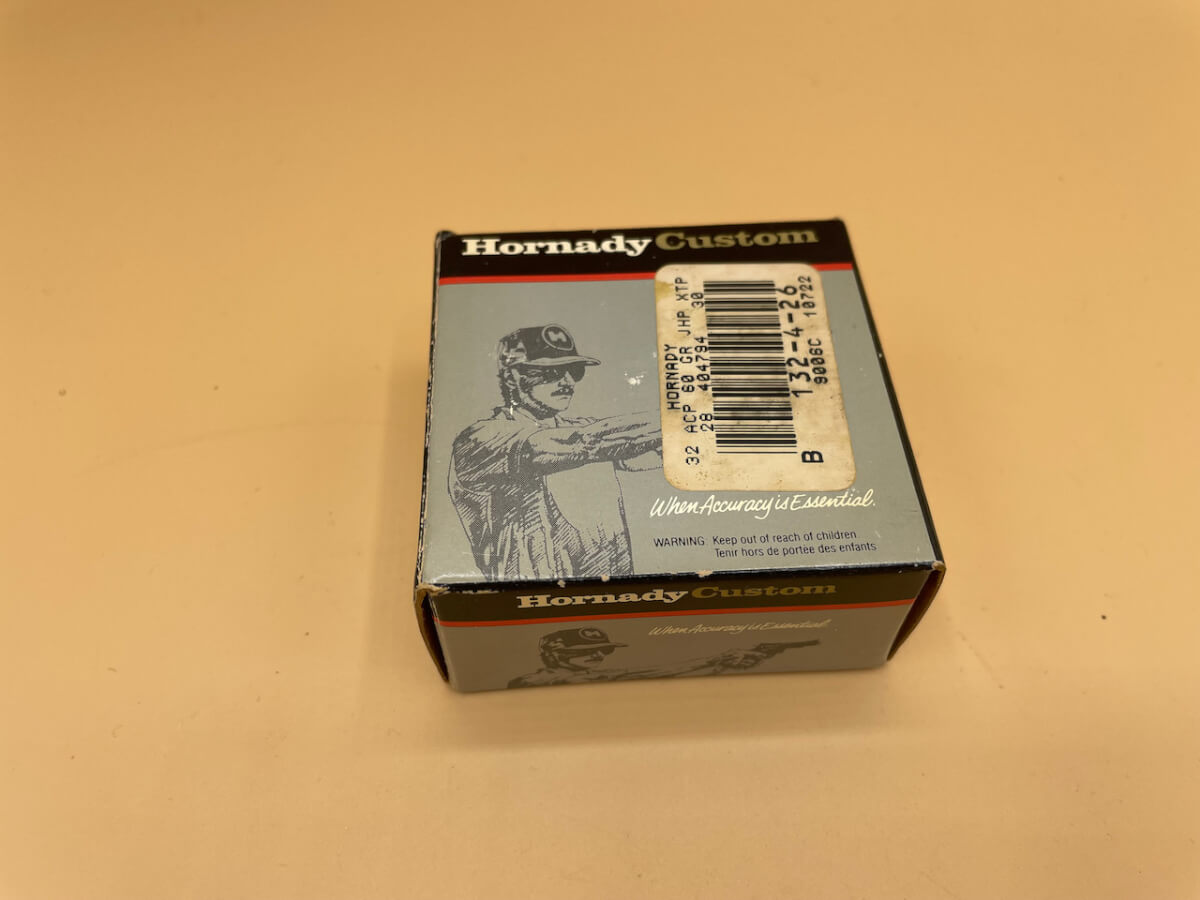 Hornady Custom
HORNADY
32 ACP 60 GR JHP XTP
28 404794 30
B 132-4-26
9006C 10722
When Accuracy is Essential.
WARNING: Keep out of reach of children
Tenir hors de portée des enfants
Hornady Custom
When Accuracy is Essential.